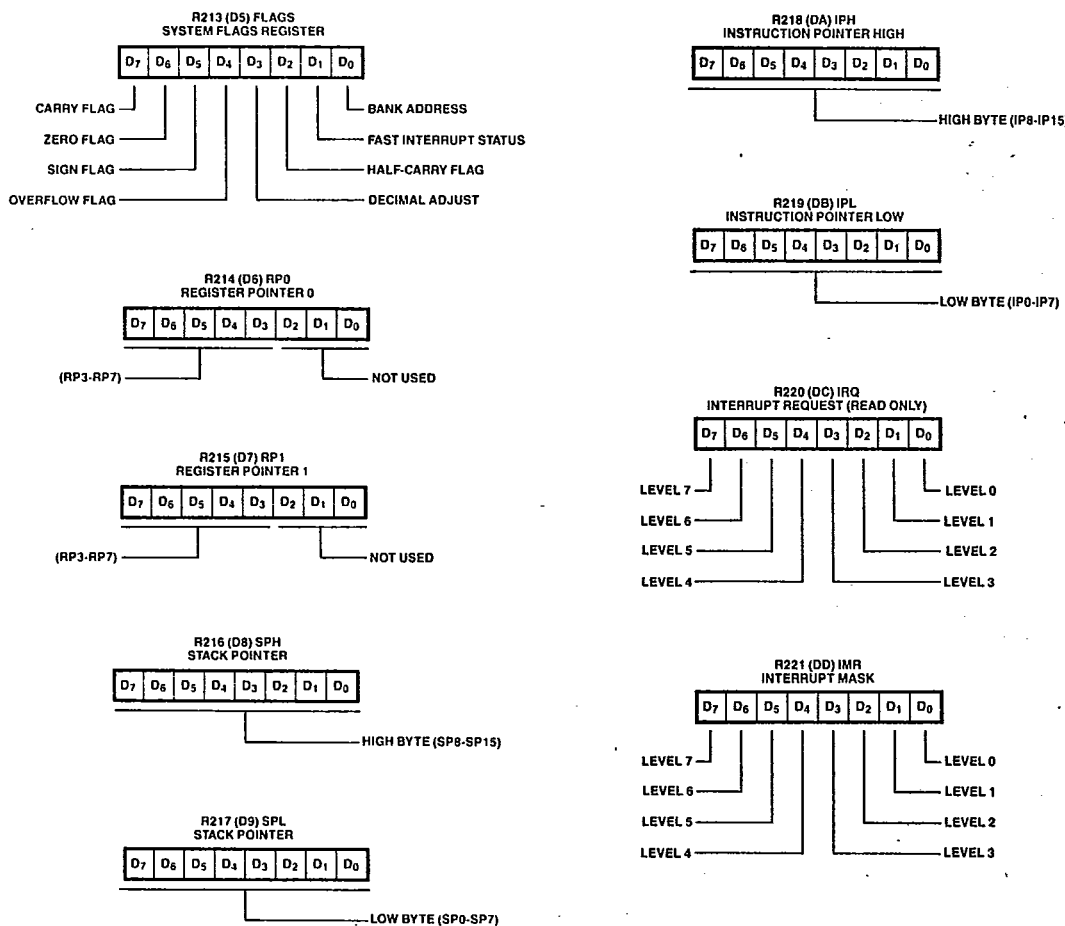 R213 (D5) FLAGS
SYSTEM FLAGS REGISTER
D7 D6 D5 D4 D3 D2 D1 D0
CARRY FLAG
ZERO FLAG
SIGN FLAG
OVERFLOW FLAG
BANK ADDRESS
FAST INTERRUPT STATUS
HALF-CARRY FLAG
DECIMAL ADJUST
R214 (D6) RP0
REGISTER POINTER 0
D7 D6 D5 D4 D3 D2 D1 D0
(RP3-RP7)
NOT USED
R215 (D7) RP1
REGISTER POINTER 1
D7 D6 D5 D4 D3 D2 D1 D0
(RP3-RP7)
NOT USED
R216 (D8) SPH
STACK POINTER
D7 D6 D5 D4 D3 D2 D1 D0
HIGH BYTE (SP8-SP15)
R217 (D9) SPL
STACK POINTER
D7 D6 D5 D4 D3 D2 D1 D0
LOW BYTE (SP0-SP7)
R218 (DA) IPH
INSTRUCTION POINTER HIGH
D7 D6 D5 D4 D3 D2 D1 D0
HIGH BYTE (IP8-IP15)
R219 (DB) IPL
INSTRUCTION POINTER LOW
D7 D6 D5 D4 D3 D2 D1 D0
LOW BYTE (IP0-IP7)
R220 (DC) IRQ
INTERRUPT REQUEST (READ ONLY)
D7 D6 D5 D4 D3 D2 D1 D0
LEVEL 7
LEVEL 6
LEVEL 5
LEVEL 4
LEVEL 0
LEVEL 1
LEVEL 2
LEVEL 3
R221 (DD) IMR
INTERRUPT MASK
D7 D6 D5 D4 D3 D2 D1 D0
LEVEL 7
LEVEL 6
LEVEL 5
LEVEL 4
LEVEL 0
LEVEL 1
LEVEL 2
LEVEL 3